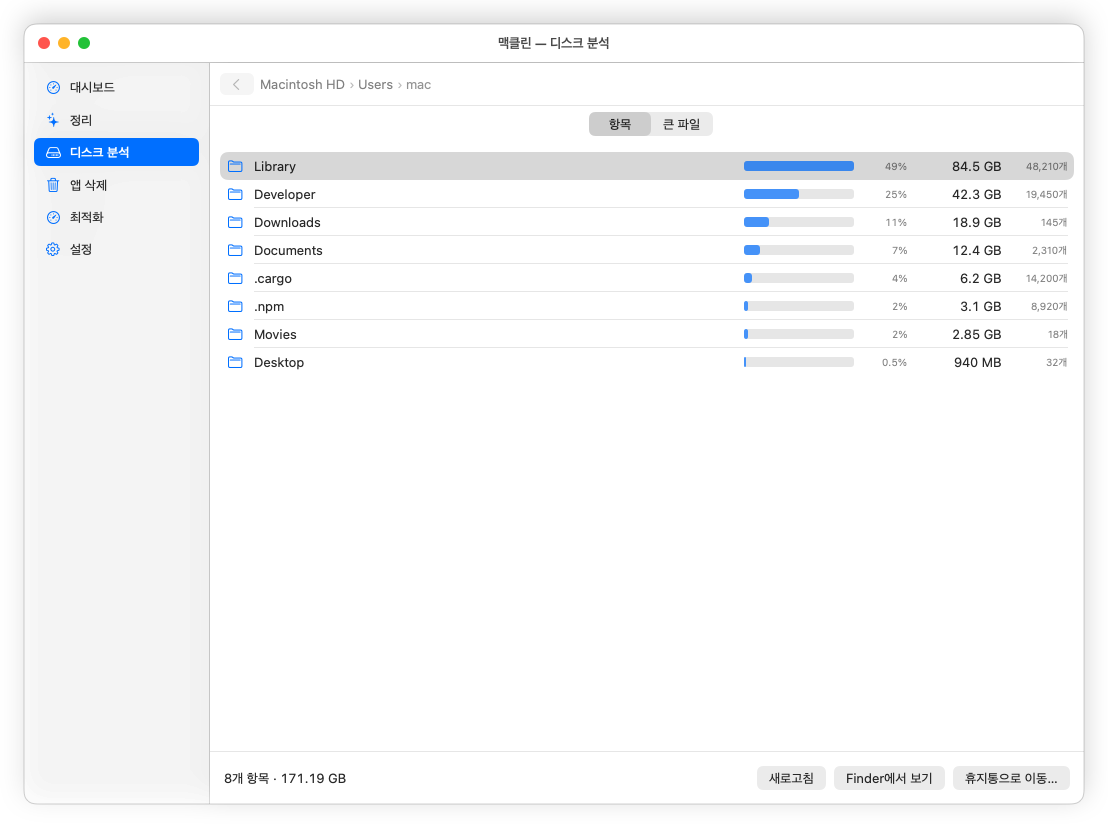 맥클린 — 디스크 분석
대시보드
정리
디스크 분석
앱 삭제
최적화
설정
Macintosh HD › Users › mac
항목 큰 파일
Library 49% 84.5 GB 48,210개
Developer 25% 42.3 GB 19,450개
Downloads 11% 18.9 GB 145개
Documents 7% 12.4 GB 2,310개
.cargo 4% 6.2 GB 14,200개
.npm 2% 3.1 GB 8,920개
Movies 2% 2.85 GB 18개
Desktop 0.5% 940 MB 32개
8개 항목 · 171.19 GB
새로고침 Finder에서 보기 휴지통으로 이동...